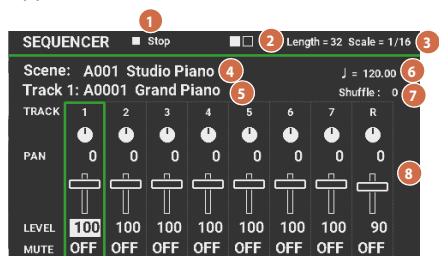 1
SEQUENCER Stop 2 Length = 32 Scale = 1/16 3
Scene: A001 Studio Piano 4 ♩ = 120.00 6
Track 1: A0001 Grand Piano 5 Shuffle : 0 7
TRACK 1 2 3 4 5 6 7 R
PAN 0 0 0 0 0 0 0 0
8
LEVEL 100 100 100 100 100 100 100 90
MUTE OFF OFF OFF OFF OFF OFF OFF OFF